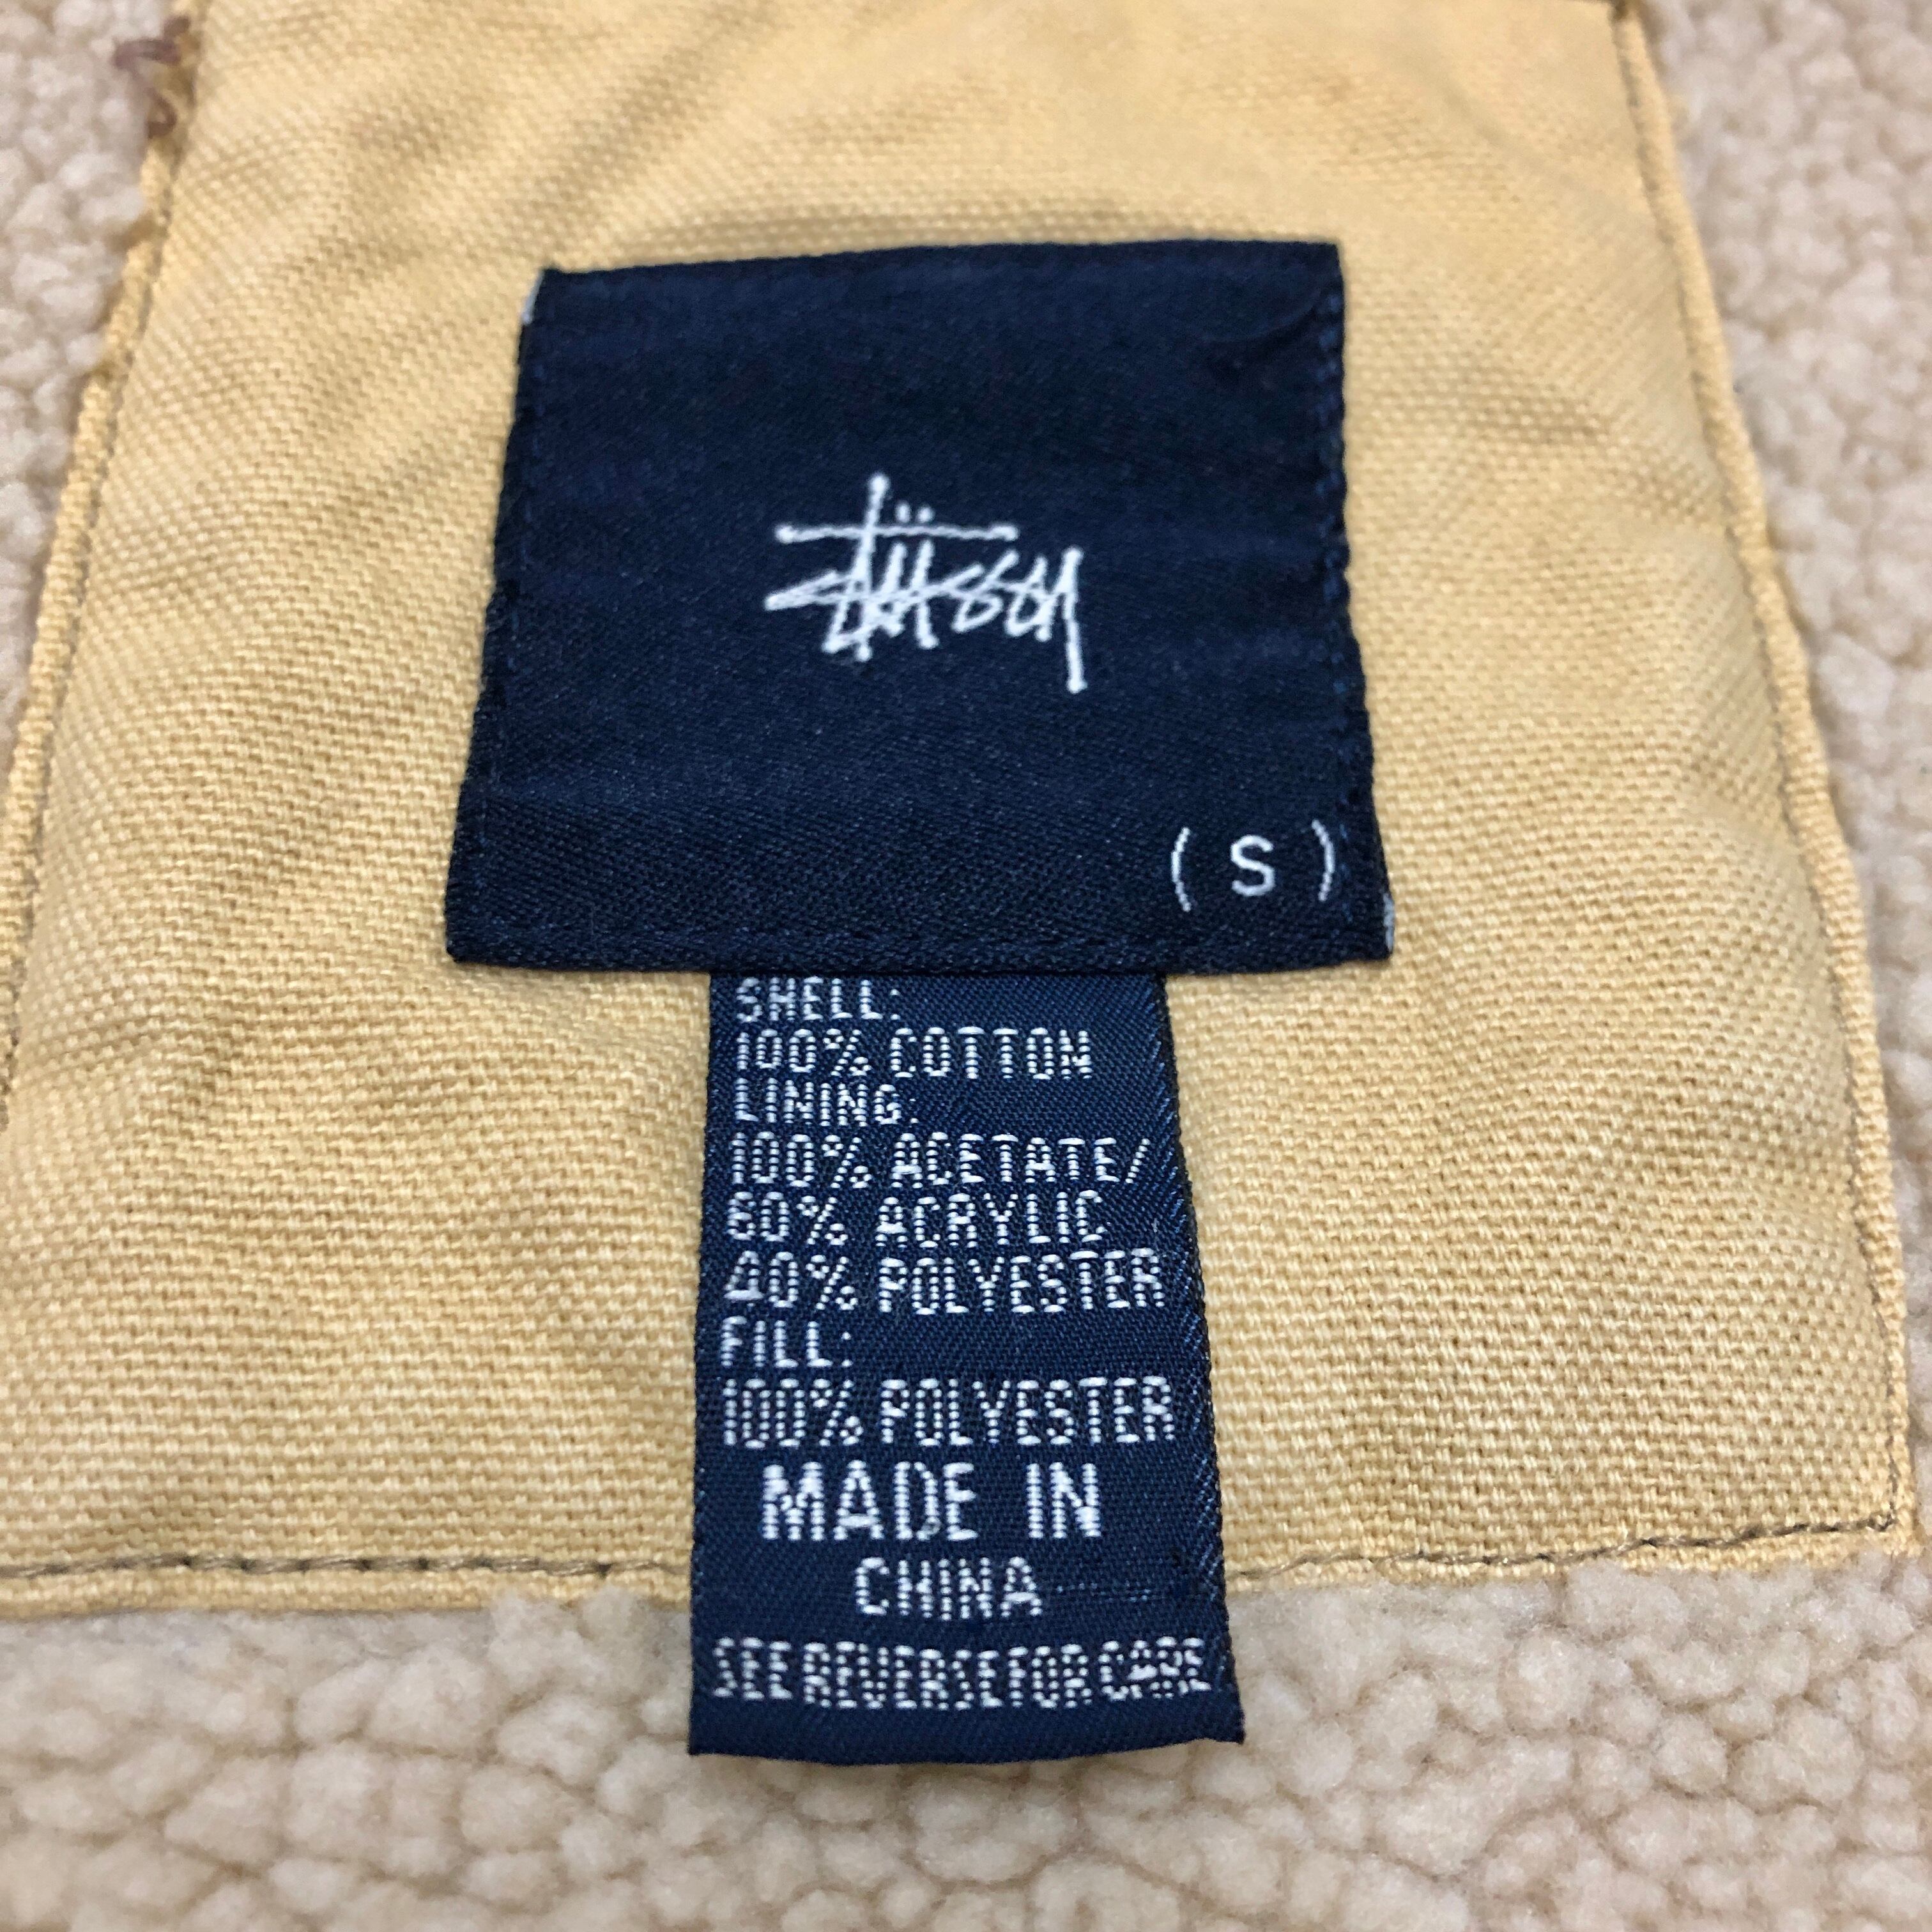 Stüssy
( S )
SHELL:
100% COTTON
LINING:
100% ACETATE/
60% ACRYLIC
40% POLYESTER
FILL:
100% POLYESTER
MADE IN
CHINA
SEE REVERSE FOR CARE